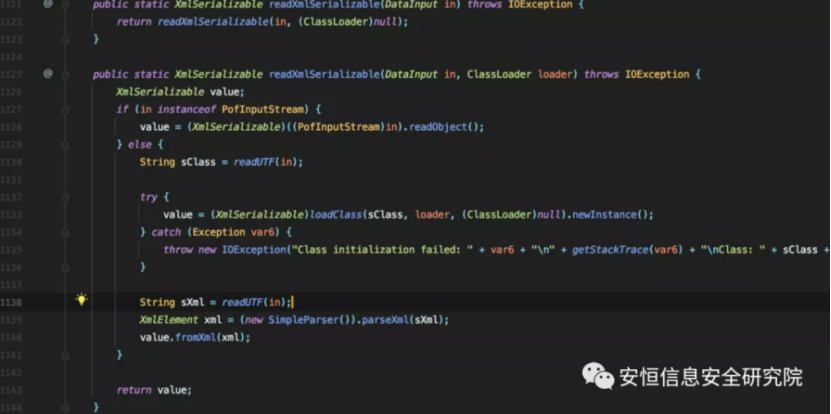 1121 @ public static XmlSerializable readXmlSerializable(DataInput in) throws IOException {
1122 return readXmlSerializable(in, (ClassLoader)null);
1123 }
1124
1125 @ public static XmlSerializable readXmlSerializable(DataInput in, ClassLoader loader) throws IOException {
1126 XmlSerializable value;
1127 if (in instanceof PofInputStream) {
1128 value = (XmlSerializable)((PofInputStream)in).readObject();
1129 } else {
1130 String sClass = readUTF(in);
1131
1132 try {
1133 value = (XmlSerializable)loadClass(sClass, loader, (ClassLoader)null).newInstance();
1134 } catch (Exception var6) {
1135 throw new IOException("Class initialization failed: " + var6 + "\n" + getStackTrace(var6) + "\nClass: " + sClass +
1136 }
1137
1138 String sXml = readUTF(in);
1139 XmlElement xml = (new SimpleParser()).parseXml(sXml);
1140 value.fromXml(xml);
1141 }
1142
1143 return value;
1144 }
安恒信息安全研究院